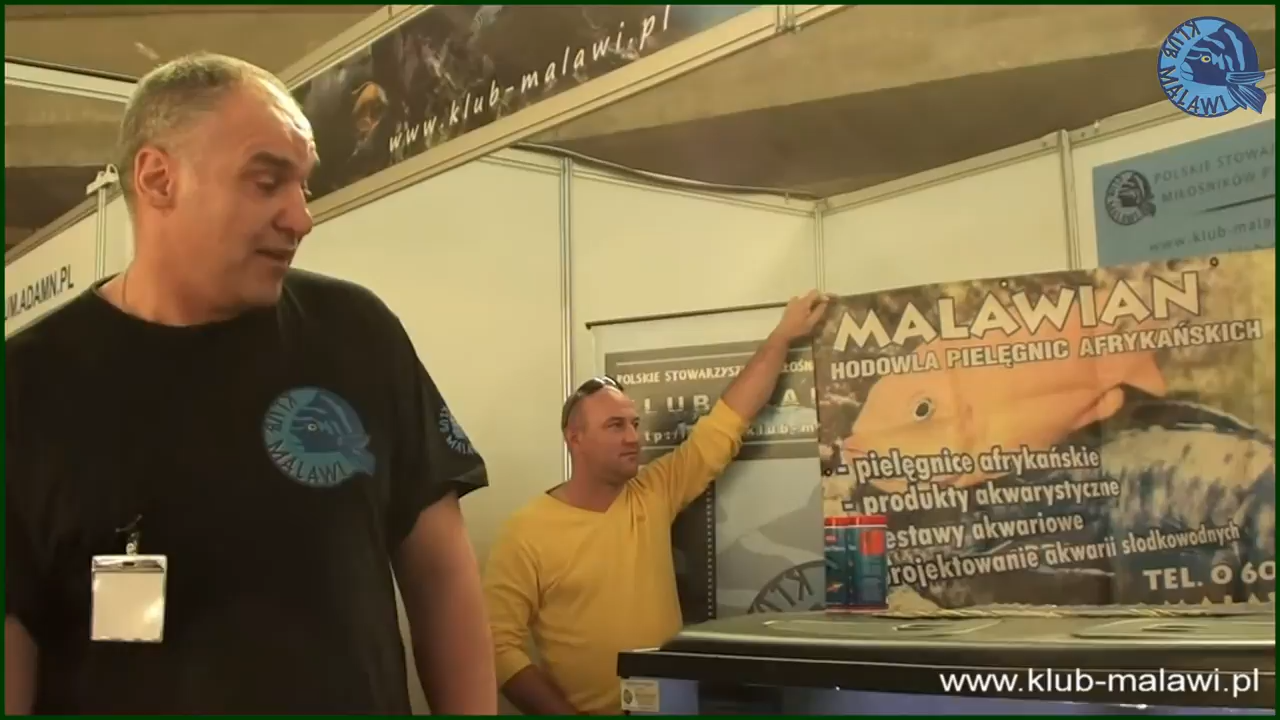 www.klub-malawi.pl
KLUB MALAWI
UM.ADAMN.PL
POLSKIE STOWA
MIŁOŚNIKÓW P
www.klub-mala
MALAWIAN
HODOWLA PIELĘGNIC AFRYKAŃSKICH
- pielęgnice afrykańskie
- produkty akwarystyczne
estawy akwariowe
rojektowanie akwarii słodkowodnych
TEL. 0 60
POLSKIE STOWARZYSZ
KLUB MALAWI
www.klub-malawi.pl